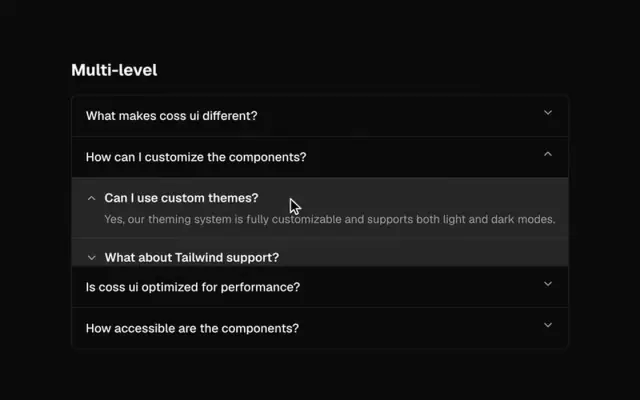 Multi-level
What makes coss ui different?
How can I customize the components?
Can I use custom themes?
Yes, our theming system is fully customizable and supports both light and dark modes.
What about Tailwind support?
Is coss ui optimized for performance?
How accessible are the components?